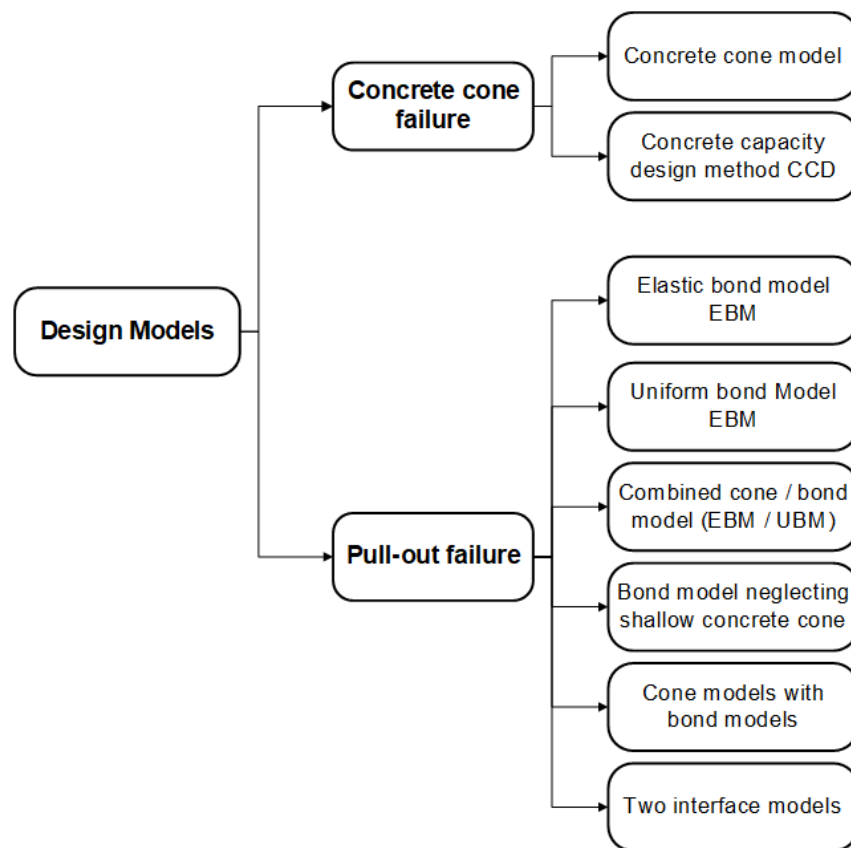 Design Models
Concrete cone
failure
Concrete cone model
Concrete capacity
design method CCD
Pull-out failure
Elastic bond model
EBM
Uniform bond Model
EBM
Combined cone / bond
model (EBM / UBM)
Bond model neglecting
shallow concrete cone
Cone models with
bond models
Two interface models